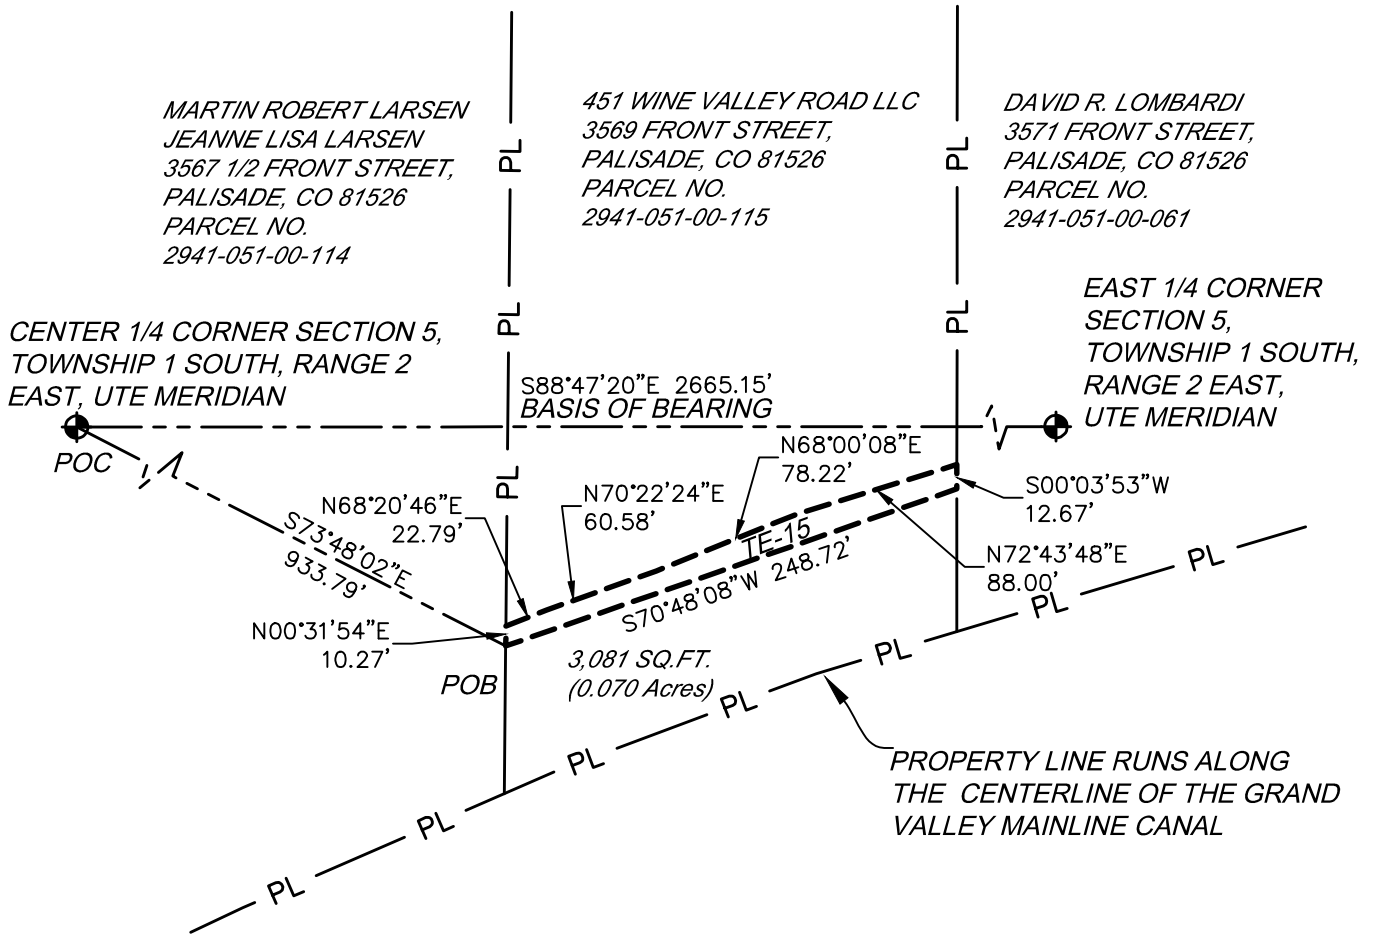 MARTIN ROBERT LARSEN
JEANNE LISA LARSEN
3567 1/2 FRONT STREET,
PALISADE, CO 81526
PARCEL NO.
2941-051-00-114
PL
451 WINE VALLEY ROAD LLC
3569 FRONT STREET,
PALISADE, CO 81526
PARCEL NO.
2941-051-00-115
PL
DAVID R. LOMBARDI
3571 FRONT STREET,
PALISADE, CO 81526
PARCEL NO.
2941-051-00-061
CENTER 1/4 CORNER SECTION 5,
TOWNSHIP 1 SOUTH, RANGE 2
EAST, UTE MERIDIAN
PL
PL
EAST 1/4 CORNER
SECTION 5,
TOWNSHIP 1 SOUTH,
RANGE 2 EAST,
UTE MERIDIAN
S88°47'20"E 2665.15'
BASIS OF BEARING
POC
PL
N68°00'08"E
78.22'
N68°20'46"E
22.79'
N70°22'24"E
60.58'
S00°03'53"W
12.67'
S73°48'02"E
933.79'
TE-15
S70°48'08"W 248.72'
N72°43'48"E
88.00'
N00°31'54"E
10.27'
POB
3,081 SQ.FT.
(0.070 Acres)
PL
PL
PL
PL
PL
PL
PL
PROPERTY LINE RUNS ALONG
THE CENTERLINE OF THE GRAND
VALLEY MAINLINE CANAL